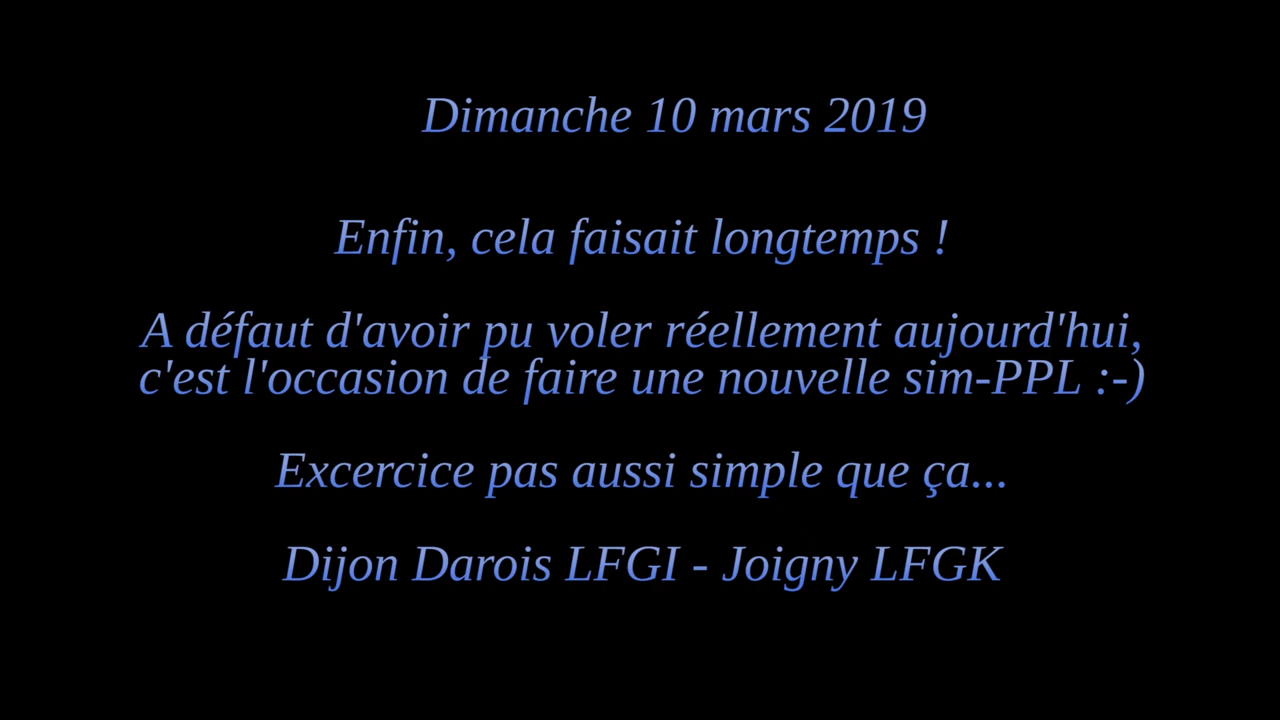 Dimanche 10 mars 2019
Enfin, cela faisait longtemps !
A défaut d'avoir pu voler réellement aujourd'hui,
c'est l'occasion de faire une nouvelle sim-PPL :-)
Excercice pas aussi simple que ça...
Dijon Darois LFGI - Joigny LFGK